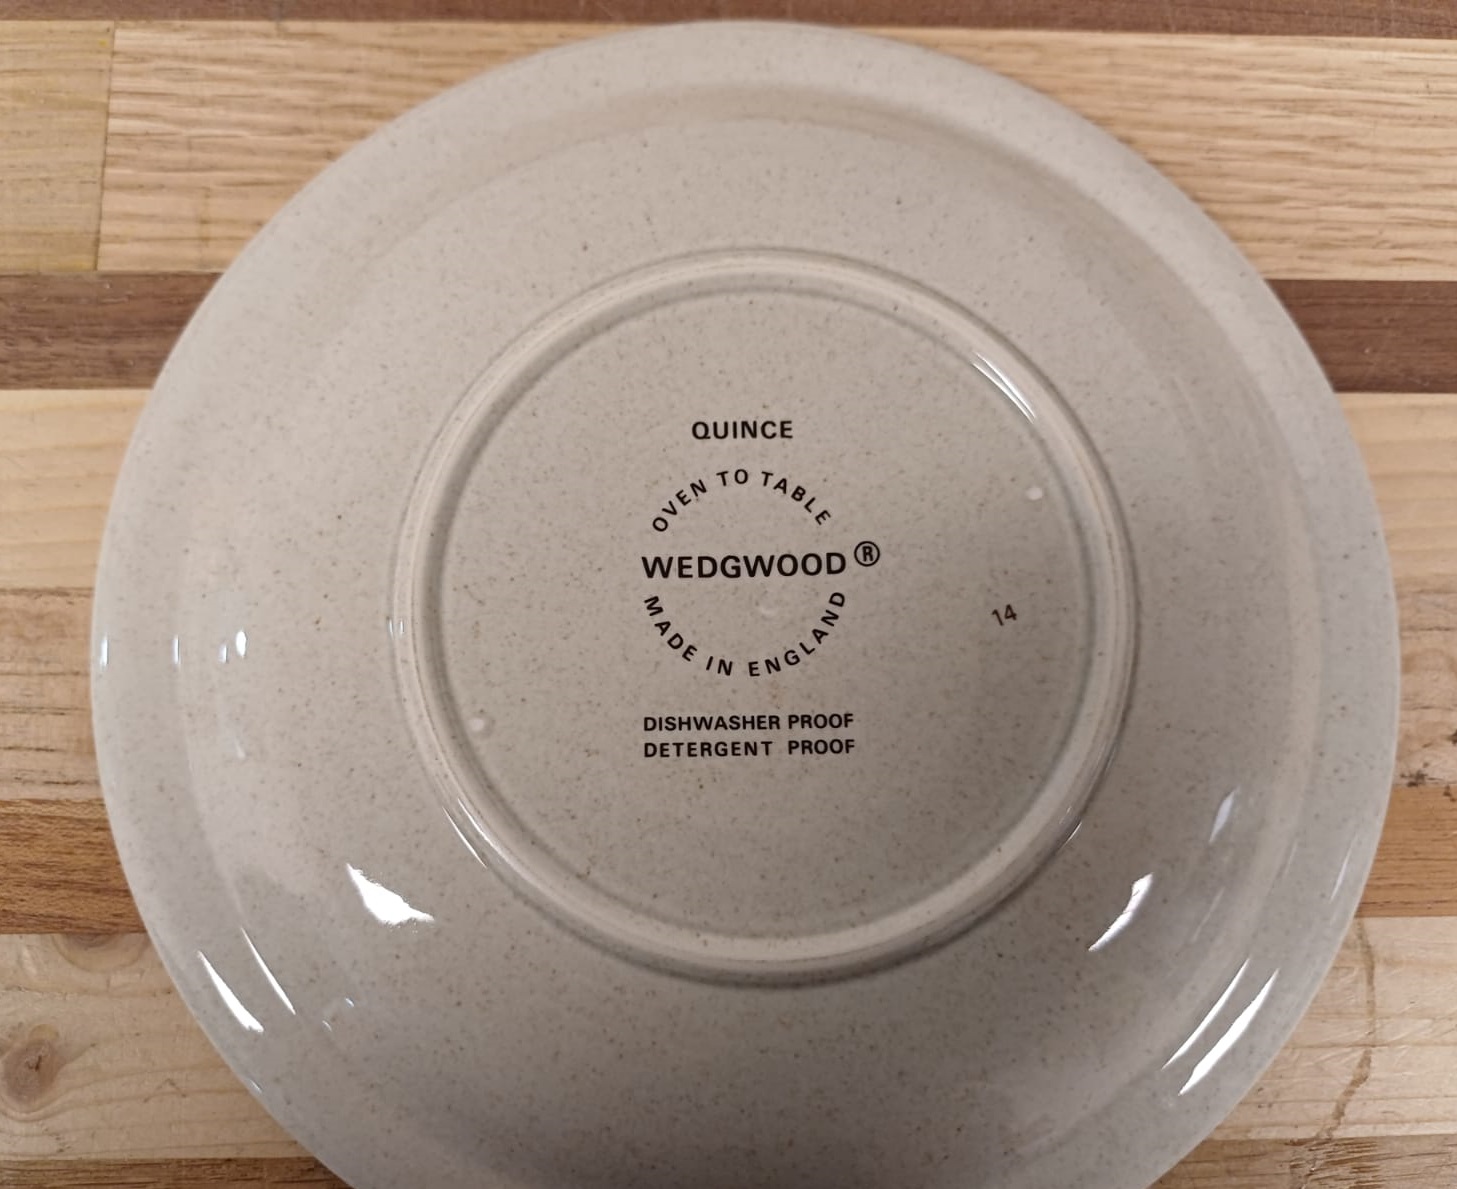 QUINCE
OVEN TO TABLE
WEDGWOOD®
MADE IN ENGLAND
14
DISHWASHER PROOF
DETERGENT PROOF